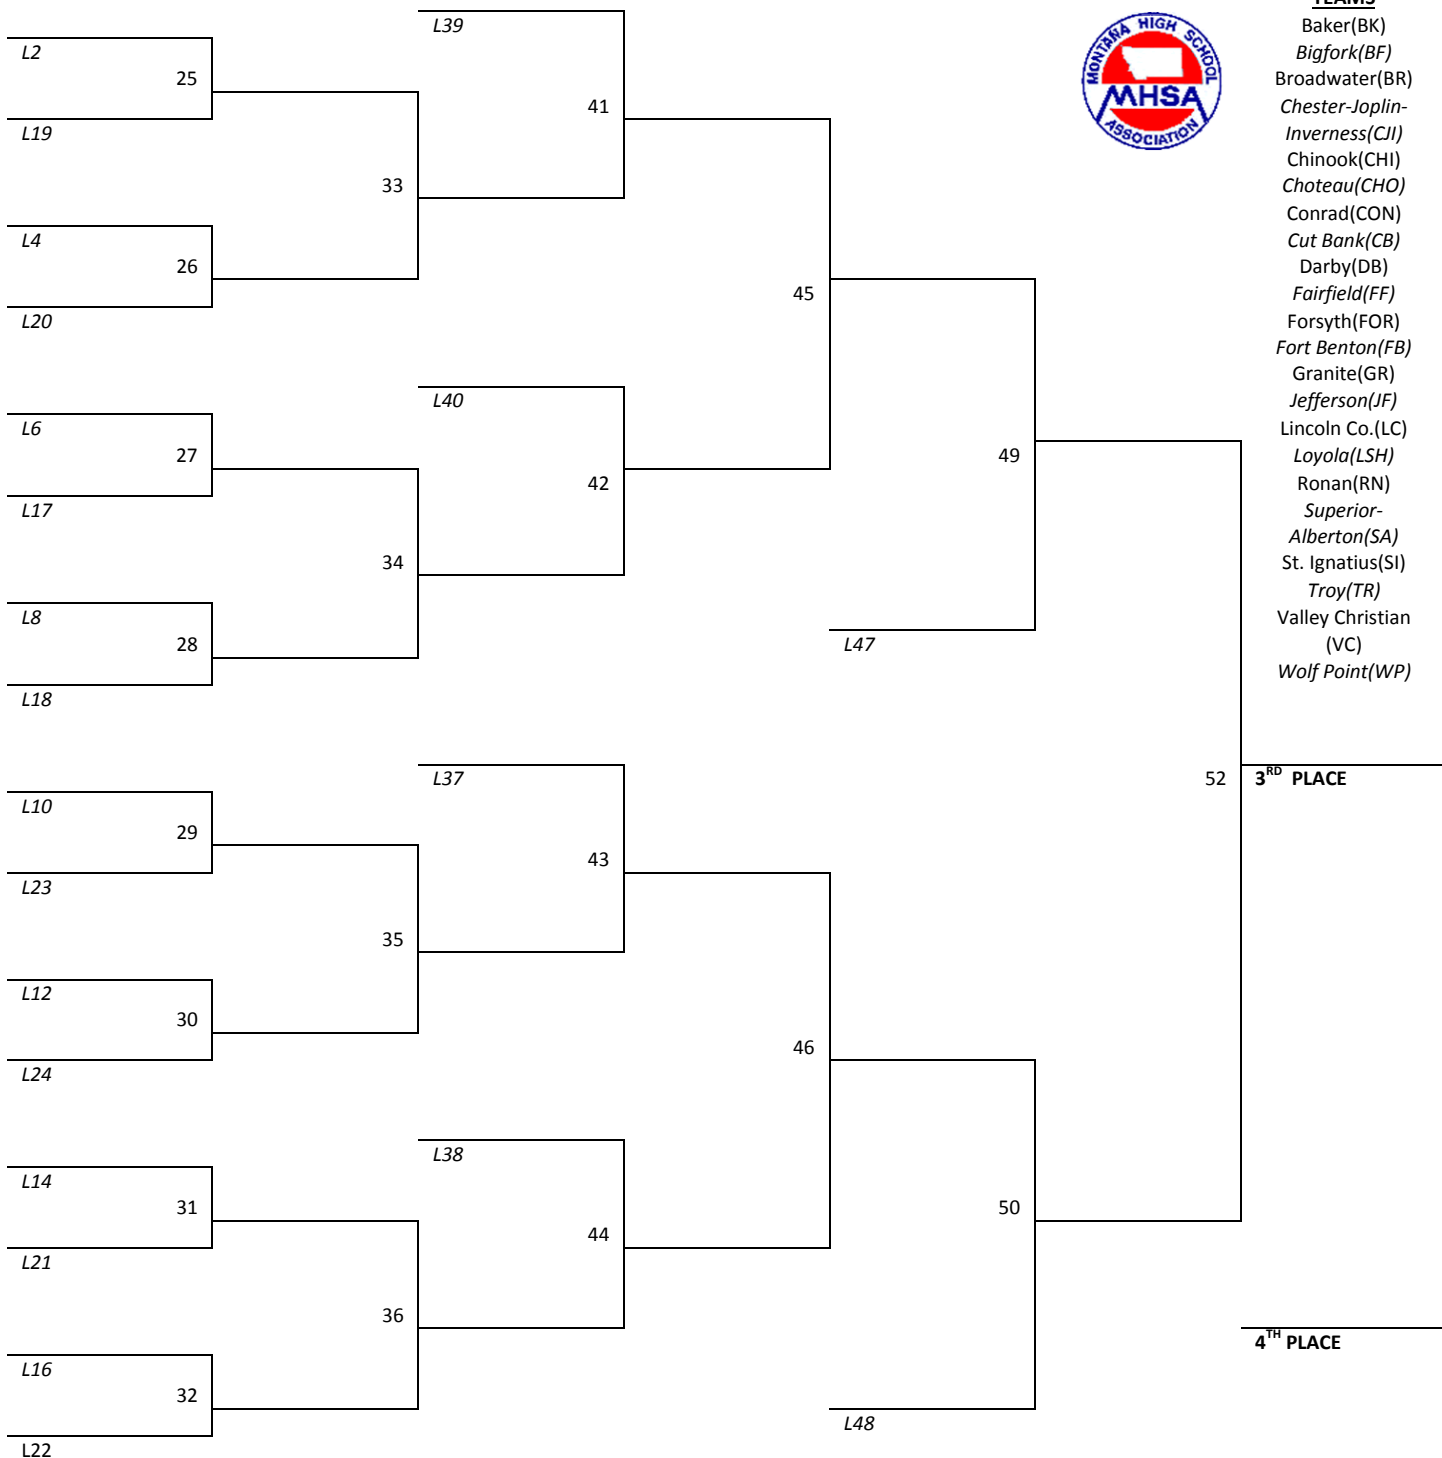 L39
L2
25
L19
41
33
L4
26
L20
45
L40
L6
27
L17
42
49
34
L8
28
L18
L47
L37
L10
29
L23
43
52
3RD PLACE
35
L12
30
L24
46
L38
L14
31
L21
44
50
36
4TH PLACE
L16
32
L22
L48
MONTANA HIGH SCHOOL
MHSA
ASSOCIATION
TEAMS
Baker(BK)
Bigfork(BF)
Broadwater(BR)
Chester-Joplin-
Inverness(CJI)
Chinook(CHI)
Choteau(CHO)
Conrad(CON)
Cut Bank(CB)
Darby(DB)
Fairfield(FF)
Forsyth(FOR)
Fort Benton(FB)
Granite(GR)
Jefferson(JF)
Lincoln Co.(LC)
Loyola(LSH)
Ronan(RN)
Superior-
Alberton(SA)
St. Ignatius(SI)
Troy(TR)
Valley Christian
(VC)
Wolf Point(WP)